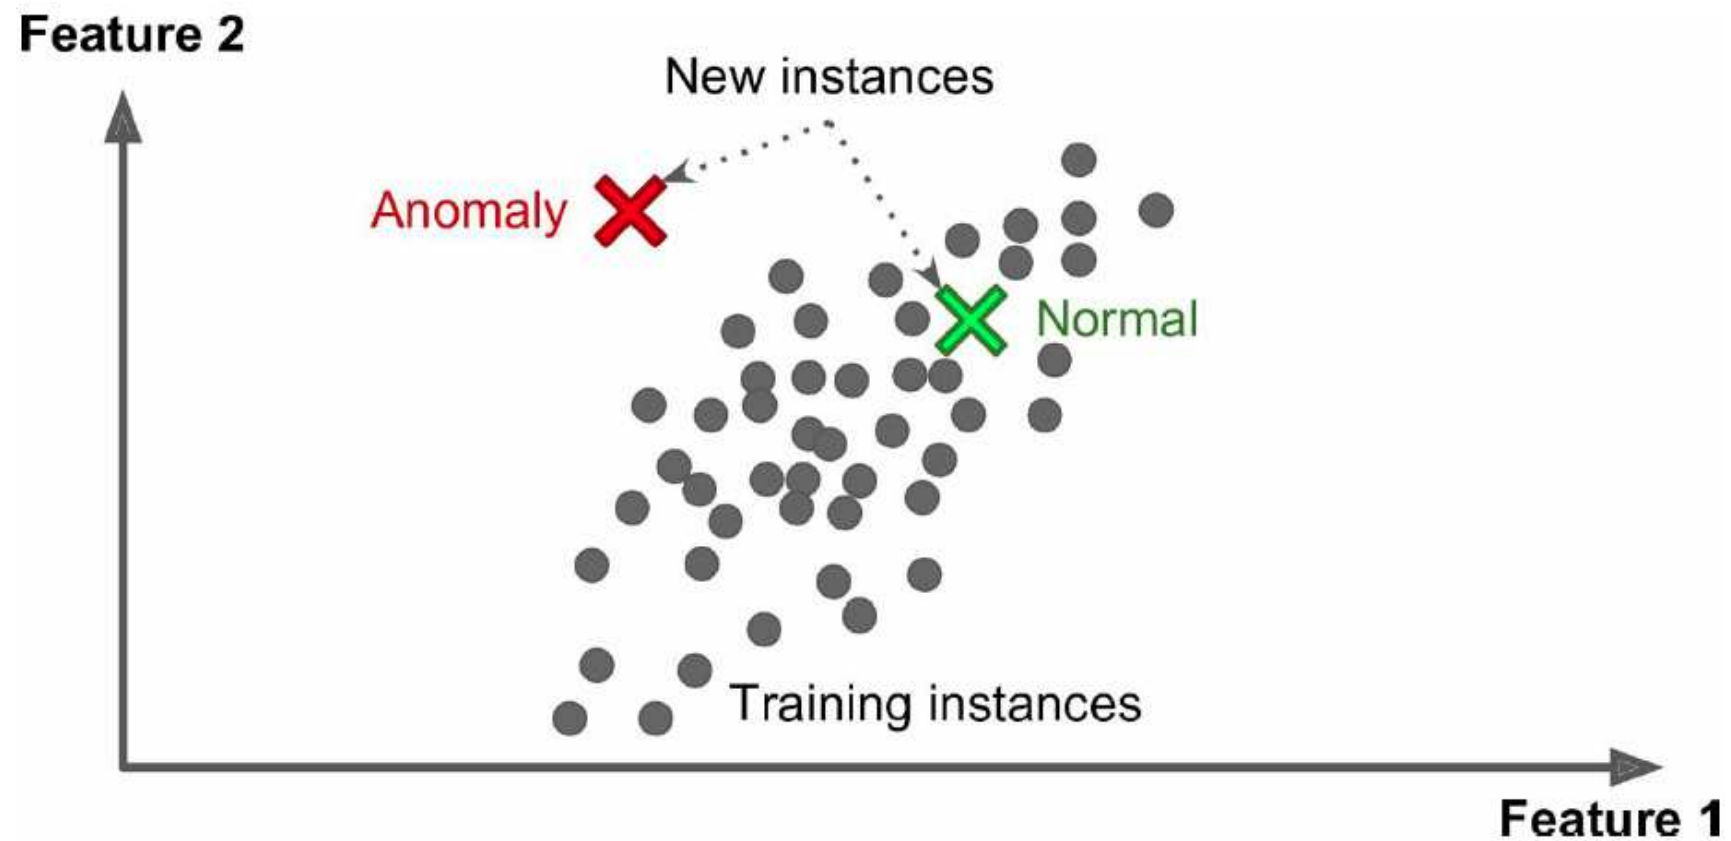 Feature 2
New instances
Anomaly
Normal
Training instances
Feature 1